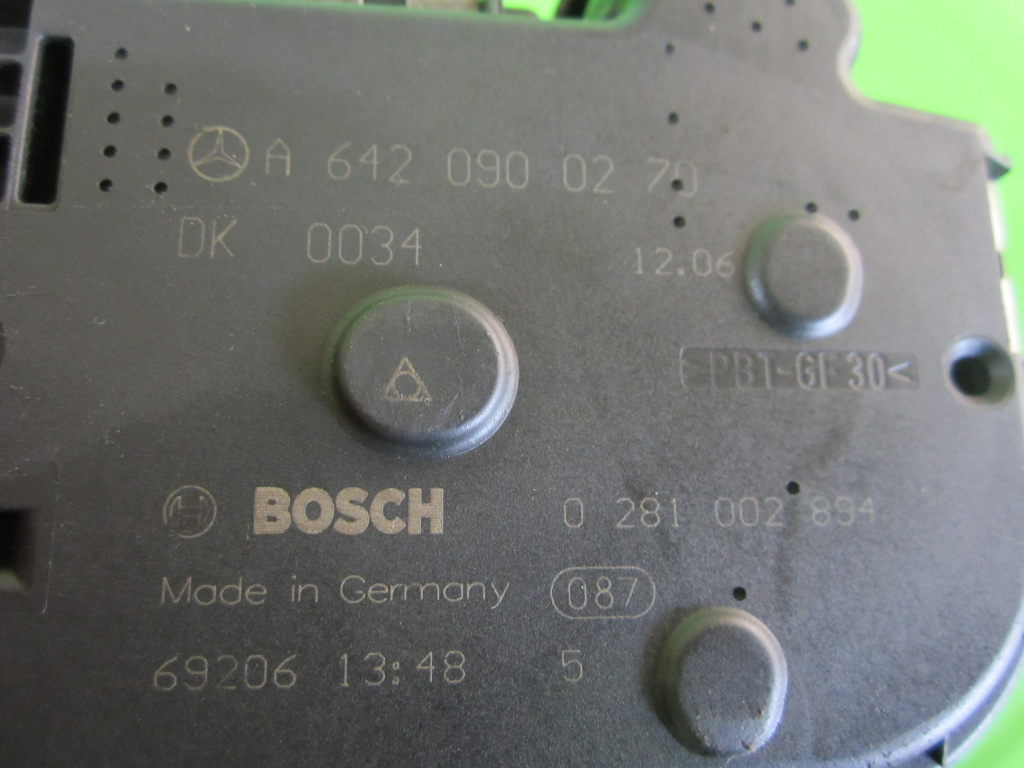 A 642 090 02 70
DK 0034
12.06
>PBT-GF30<
BOSCH 0 281 002 894
Made in Germany 087
69206 13:48 5